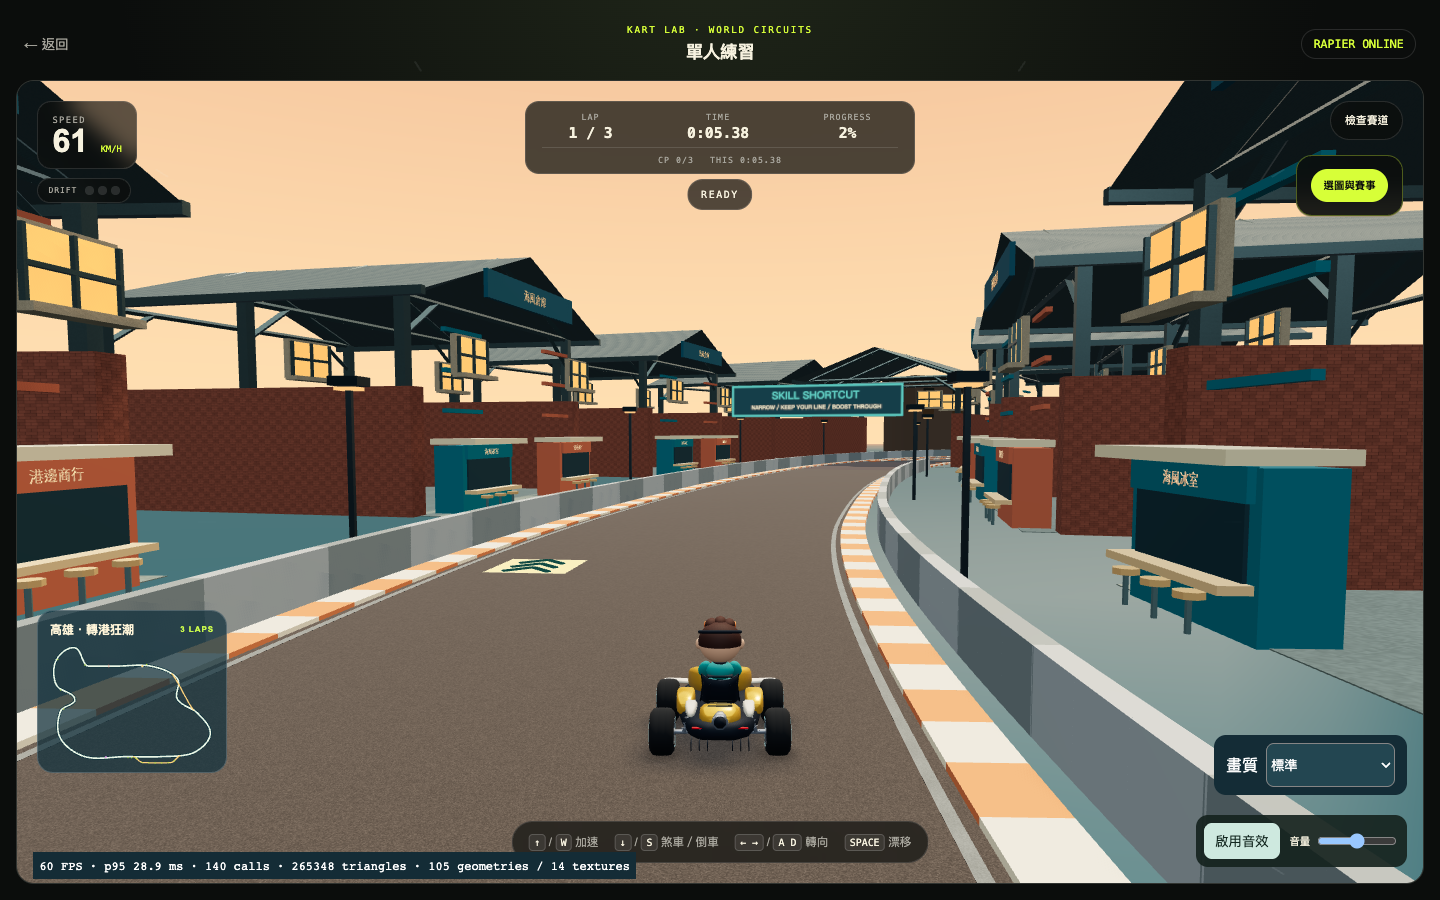 ← 返回
KART LAB · WORLD CIRCUITS
單人練習
RAPIER ONLINE
SPEED
61 KM/H
DRIFT
LAP
1 / 3
TIME
0:05.38
PROGRESS
2%
CP 0/3 THIS 0:05.38
READY
檢查賽道
選圖與賽事
SKILL SHORTCUT
NARROW / KEEP YOUR LINE / BOOST THROUGH
港邊商行
海風冰室
高雄・轉港狂潮
3 LAPS
畫質 標準
啟用音效 音量
↑ / W 加速 ↓ / S 煞車 / 倒車 ← → / A D 轉向 SPACE 漂移
60 FPS · p95 28.9 ms · 140 calls · 265348 triangles · 105 geometries / 14 textures